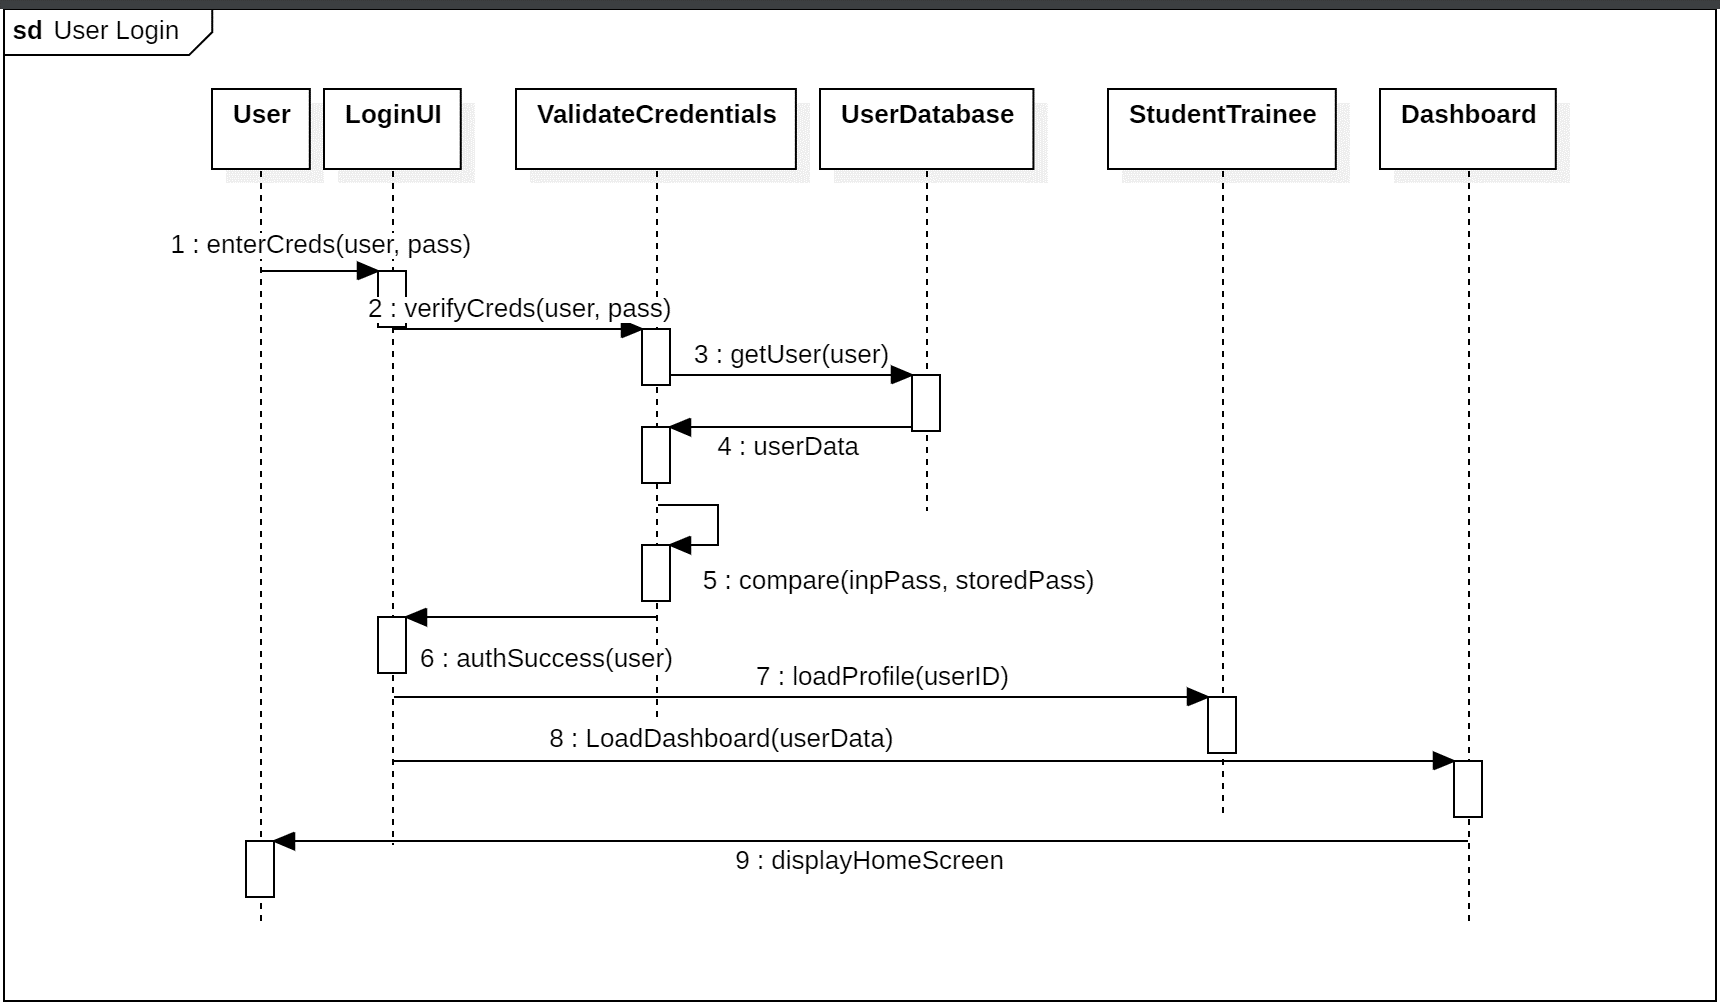 sd User Login
User
LoginUI
ValidateCredentials
UserDatabase
StudentTrainee
Dashboard
1 : enterCreds(user, pass)
2 : verifyCreds(user, pass)
3 : getUser(user)
4 : userData
5 : compare(inpPass, storedPass)
6 : authSuccess(user)
7 : loadProfile(userID)
8 : LoadDashboard(userData)
9 : displayHomeScreen